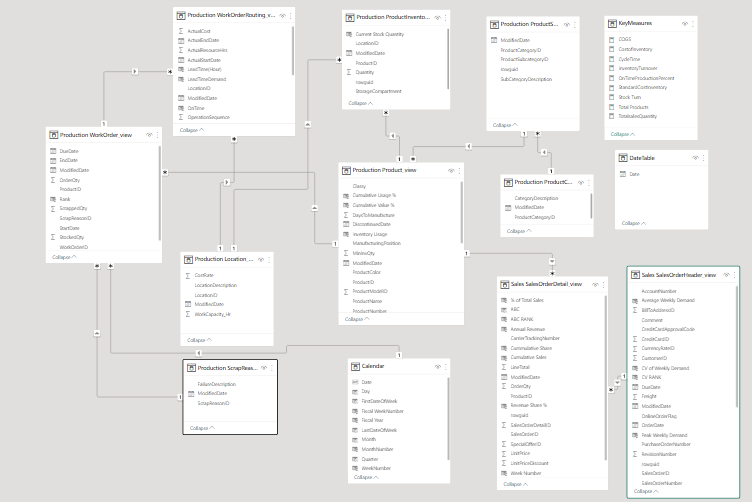 Production WorkOrderRouting_v...
ActualCost
ActualEndDate
ActualResourceHrs
ActualStartDate
LeadTime(Hour)
LeadTimeDemand
LocationID
ModifiedDate
OnTime
OperationSequence
Collapse
Production ProductInvento...
Current Stock Quantity
LocationID
ModifiedDate
ProductID
Quantity
rowguid
StorageCompartment
Collapse
Production ProductS...
ModifiedDate
ProductCategoryID
ProductSubcategoryID
rowguid
SubCategoryDescription
Collapse
KeyMeasures
COGS
CostofInventory
CycleTime
InventoryTurnover
OnTimeProductionPercent
StandardCostInventory
Stock Turn
Total Products
TotalsalesQuantity
Collapse
Production WorkOrder_view
DueDate
EndDate
ModifiedDate
OrderQty
ProductID
Rank
ScrappedQty
ScrapReasonID
StartDate
StockedQty
WorkOrderID
Collapse
Production Product_view
Classy
Cumulative Usage %
Cumulative Value %
DaysToManufacture
DiscontinuedDate
Inventory Usage
ManufacturingPosition
MinInvQty
ModifiedDate
ProductColor
ProductID
ProductModelID
ProductName
ProductNumber
Collapse
Production ProductC...
CategoryDescription
ModifiedDate
ProductCategoryID
Collapse
DateTable
Date
Collapse
Production Location_...
CostRate
LocationDescription
LocationID
ModifiedDate
WorkCapacity_Hr
Collapse
Production ScrapReas...
FailureDescription
ModifiedDate
ScrapReasonID
Collapse
Calendar
Date
Day
FirstDateOfWeek
Fiscal WeekNumber
Fiscal Year
LastDateOfWeek
Month
MonthNumber
Quarter
WeekNumber
Collapse
Sales SalesOrderDetail_view
% of Total Sales
ABC
ABC RANK
Annual Revenue
CarrierTrackingNumber
Cummulative Share
Cumulative Sales
LineTotal
ModifiedDate
OrderQty
ProductID
Revenue Share %
rowguid
SalesOrderDetailID
SalesOrderID
SpecialOfferID
UnitPrice
UnitPriceDiscount
Week Number
Collapse
Sales SalesOrderHeader_view
AccountNumber
Average Weekly Demand
BillToAddressID
Comment
CreditCardApprovalCode
CreditCardID
CurrencyRateID
CustomerID
CV of Weekly Demand
CV RANK
DueDate
Freight
ModifiedDate
OnlineOrderFlag
OrderDate
Peak Weekly Demand
PurchaseOrderNumber
RevisionNumber
rowguid
SalesOrderID
SalesOrderNumber
Collapse